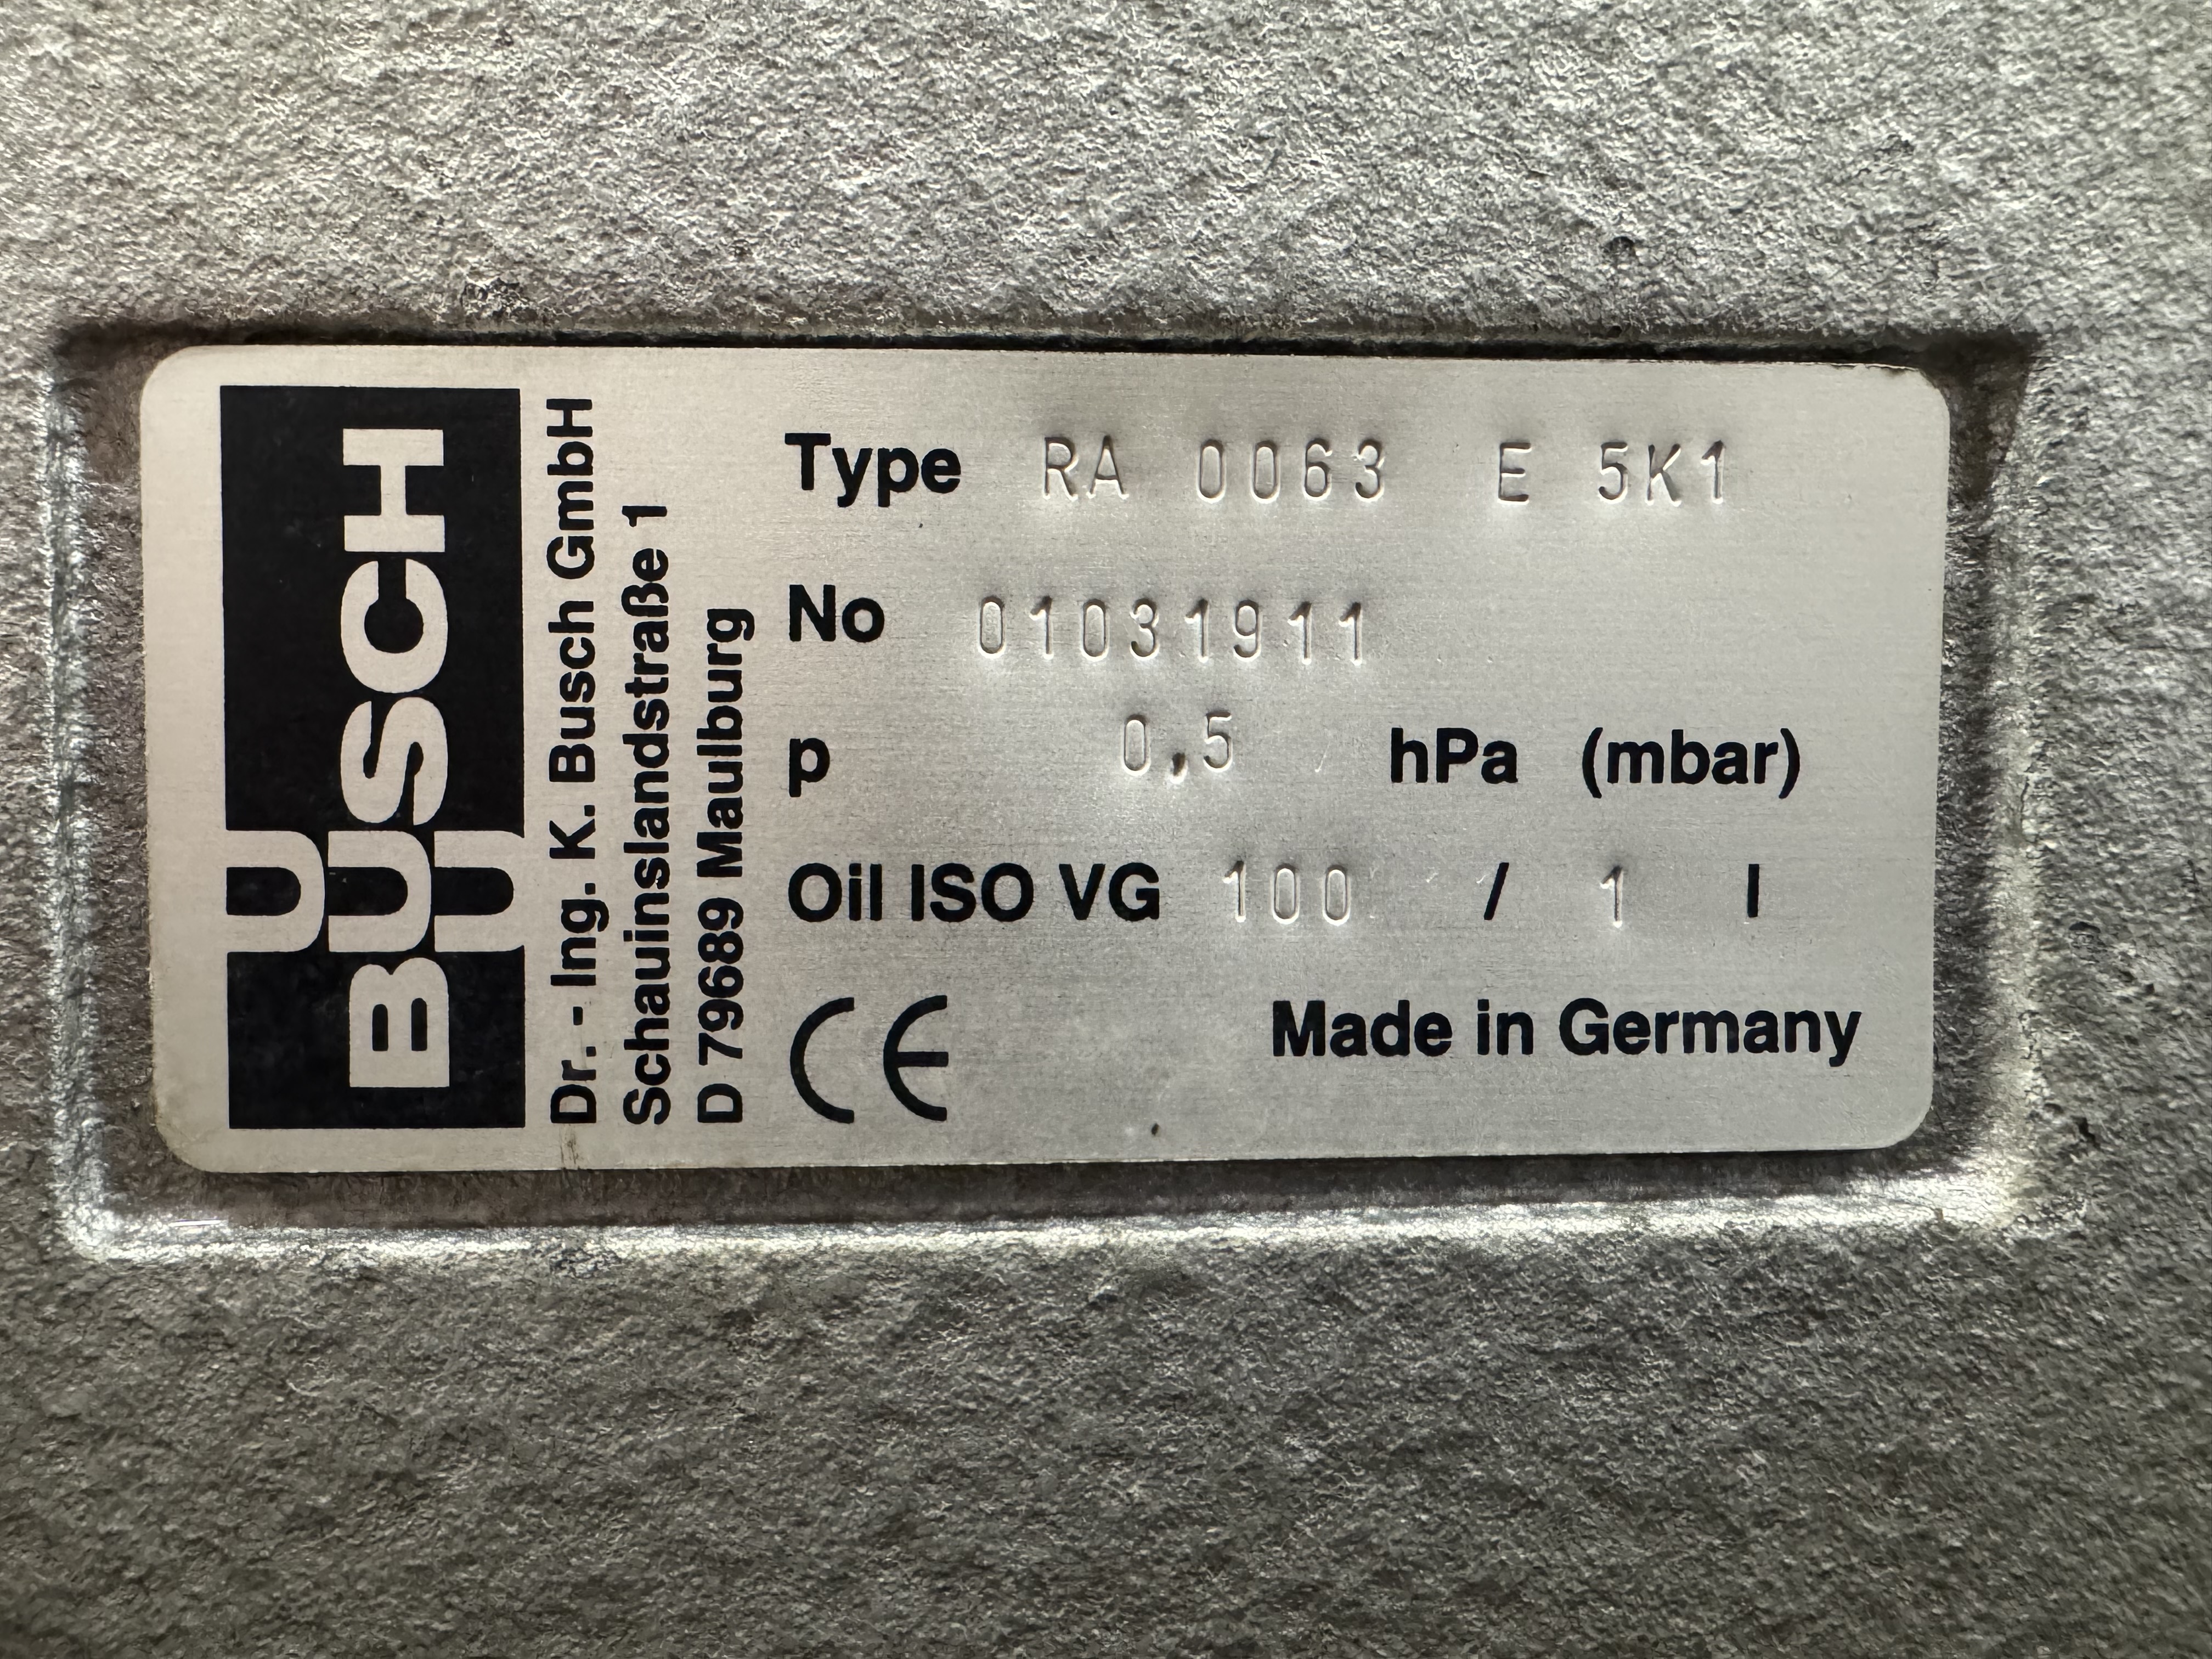 BUSCH
Dr. - Ing. K. Busch GmbH
Schauinslandstraße 1
D 79689 Maulburg
Type RA 0063 E 5K1
No 01031911
p 0,5 hPa (mbar)
Oil ISO VG 100 / 1 l
CE Made in Germany